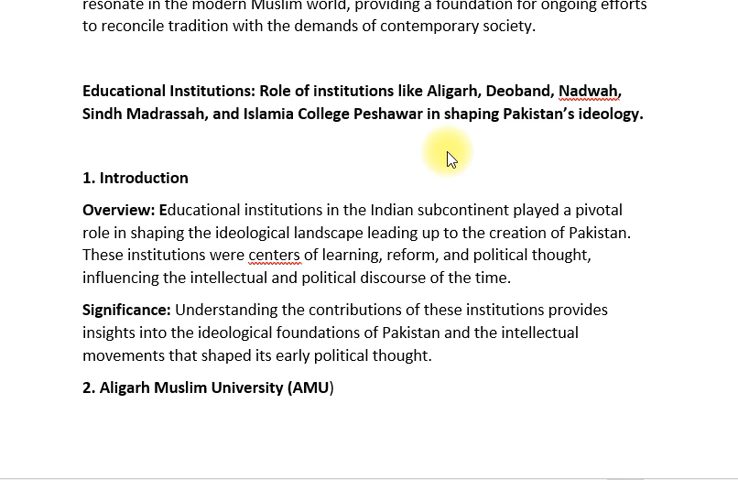 resonate in the modern Muslim world, providing a foundation for ongoing efforts
to reconcile tradition with the demands of contemporary society.
Educational Institutions: Role of institutions like Aligarh, Deoband, Nadwah,
Sindh Madrassah, and Islamia College Peshawar in shaping Pakistan’s ideology.
1. Introduction
Overview: Educational institutions in the Indian subcontinent played a pivotal
role in shaping the ideological landscape leading up to the creation of Pakistan.
These institutions were centers of learning, reform, and political thought,
influencing the intellectual and political discourse of the time.
Significance: Understanding the contributions of these institutions provides
insights into the ideological foundations of Pakistan and the intellectual
movements that shaped its early political thought.
2. Aligarh Muslim University (AMU)